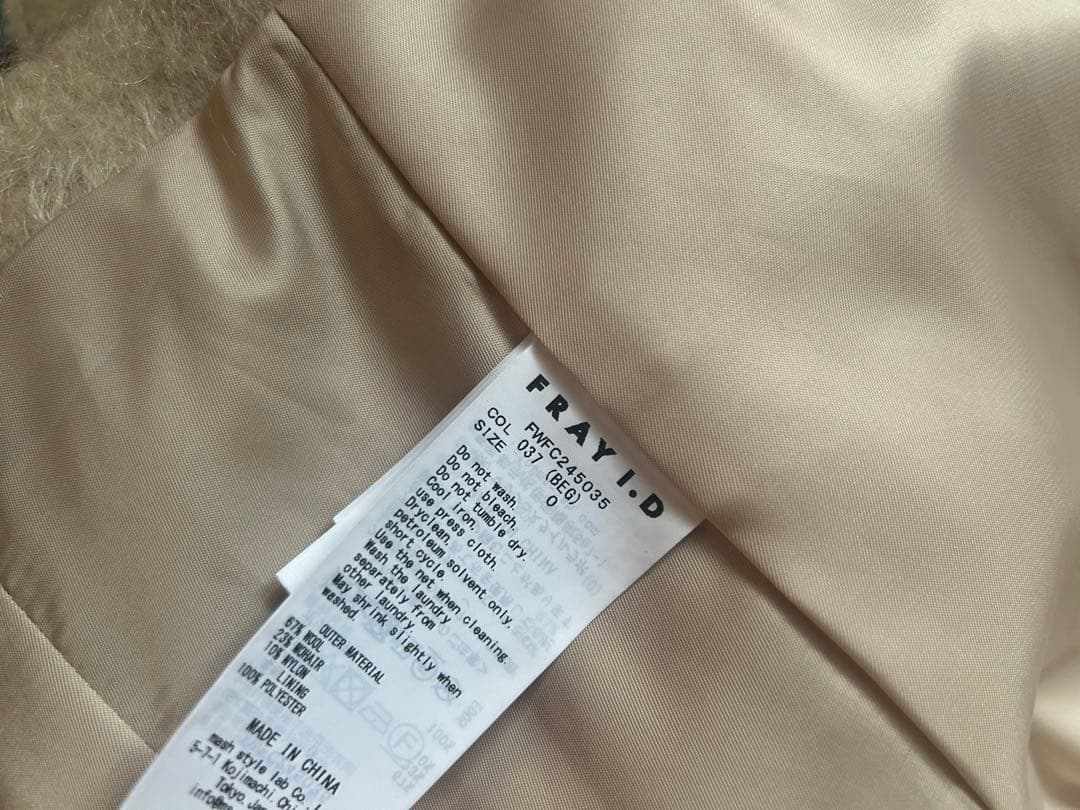 FRAY I.D
FWFC245035
COL 037 (BEG)
SIZE 0
Do not wash.
Do not bleach.
Do not tumble dry.
Cool iron,
use press cloth.
Dryclean,
petroleum solvent only,
short cycle.
Use the net when cleaning.
Wash the laundry
separately from
other laundry.
May shrink slightly when
washed.
OUTER MATERIAL
67% WOOL
23% MOHAIR
10% NYLON
LINING
100% POLYESTER
MADE IN CHINA
mash style lab Co.
5-7-1 Kojimachi,
Tokyo,